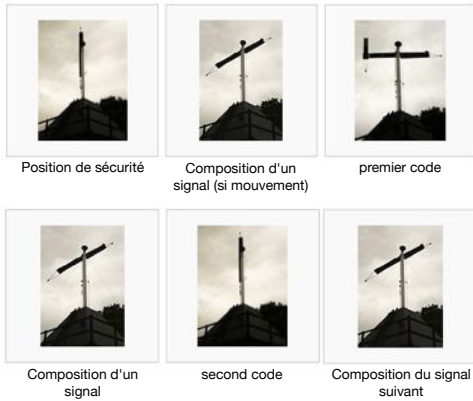 Position de sécurité
Composition d'un
signal (si mouvement)
premier code
Composition d'un
signal
second code
Composition du signal
suivant